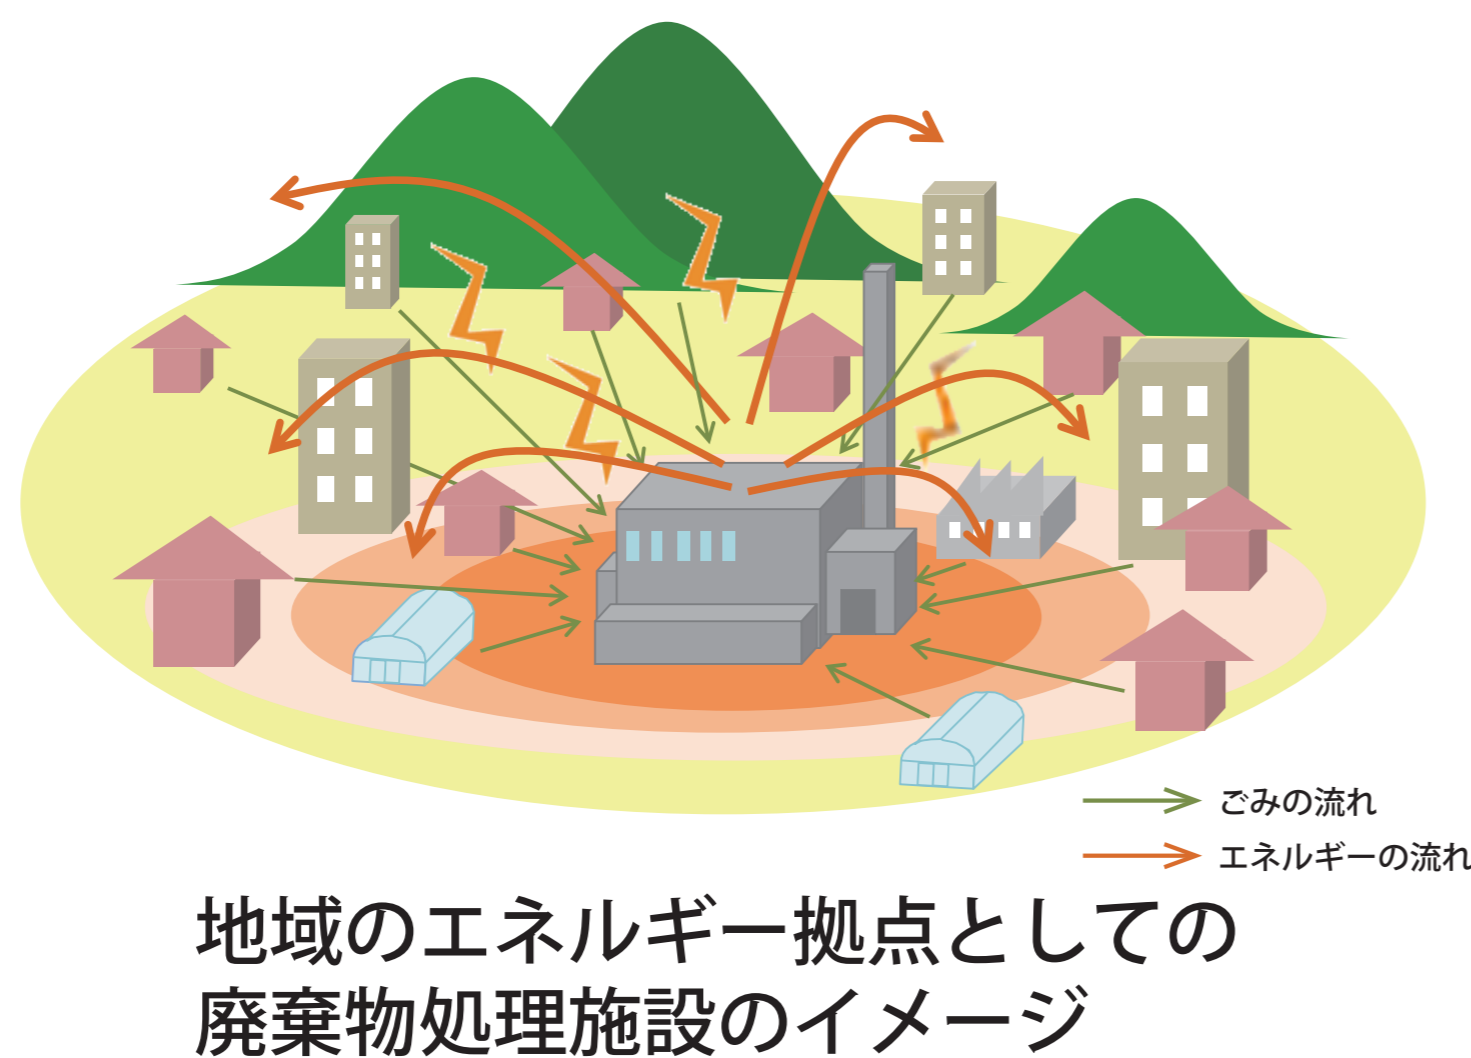 ごみの流れ
エネルギーの流れ
地域のエネルギー拠点としての
廃棄物処理施設のイメージ